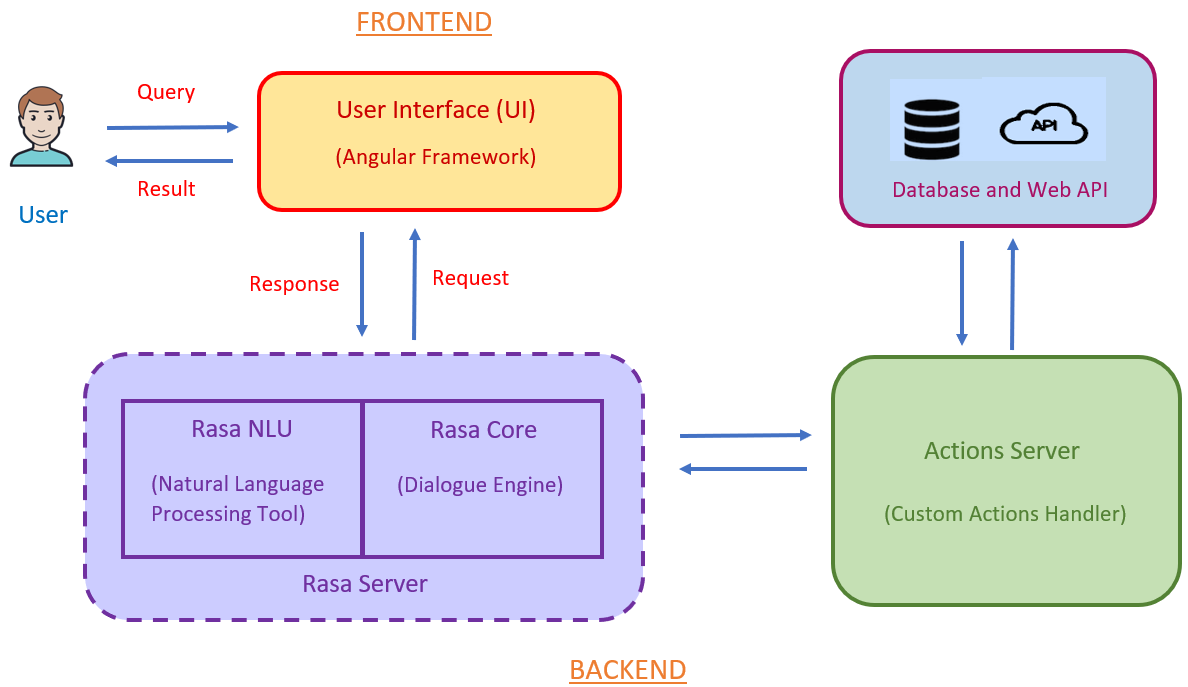 FRONTEND
Query
Result
User
User Interface (UI)
(Angular Framework)
API
Database and Web API
Response
Request
Rasa NLU
(Natural Language
Processing Tool)
Rasa Core
(Dialogue Engine)
Rasa Server
Actions Server
(Custom Actions Handler)
BACKEND